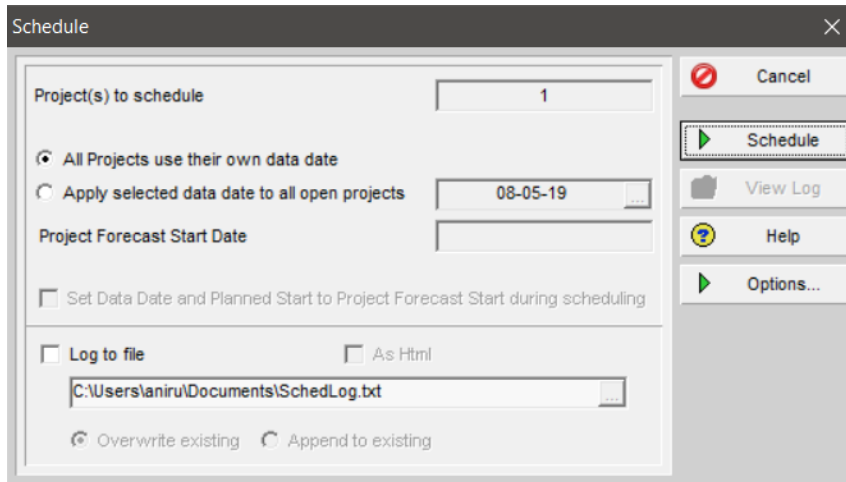 Schedule
Project(s) to schedule 1
All Projects use their own data date
Apply selected data date to all open projects 08-05-19 ...
Project Forecast Start Date
Set Data Date and Planned Start to Project Forecast Start during scheduling
Log to file As Html
C:\Users\aniru\Documents\SchedLog.txt ...
Overwrite existing Append to existing
Cancel
Schedule
View Log
Help
Options...